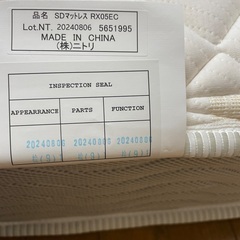 品名 SDマットレス RX05EC
Lot.NT. 20240806 5651995
MADE IN CHINA
(株)ニトリ
INSPECTION SEAL
APPEARANCE PARTS FUNCTION
20240806 20240806 20240806